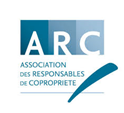 ARC
ASSOCIATION
DES RESPONSABLES
DE COPROPRIETE